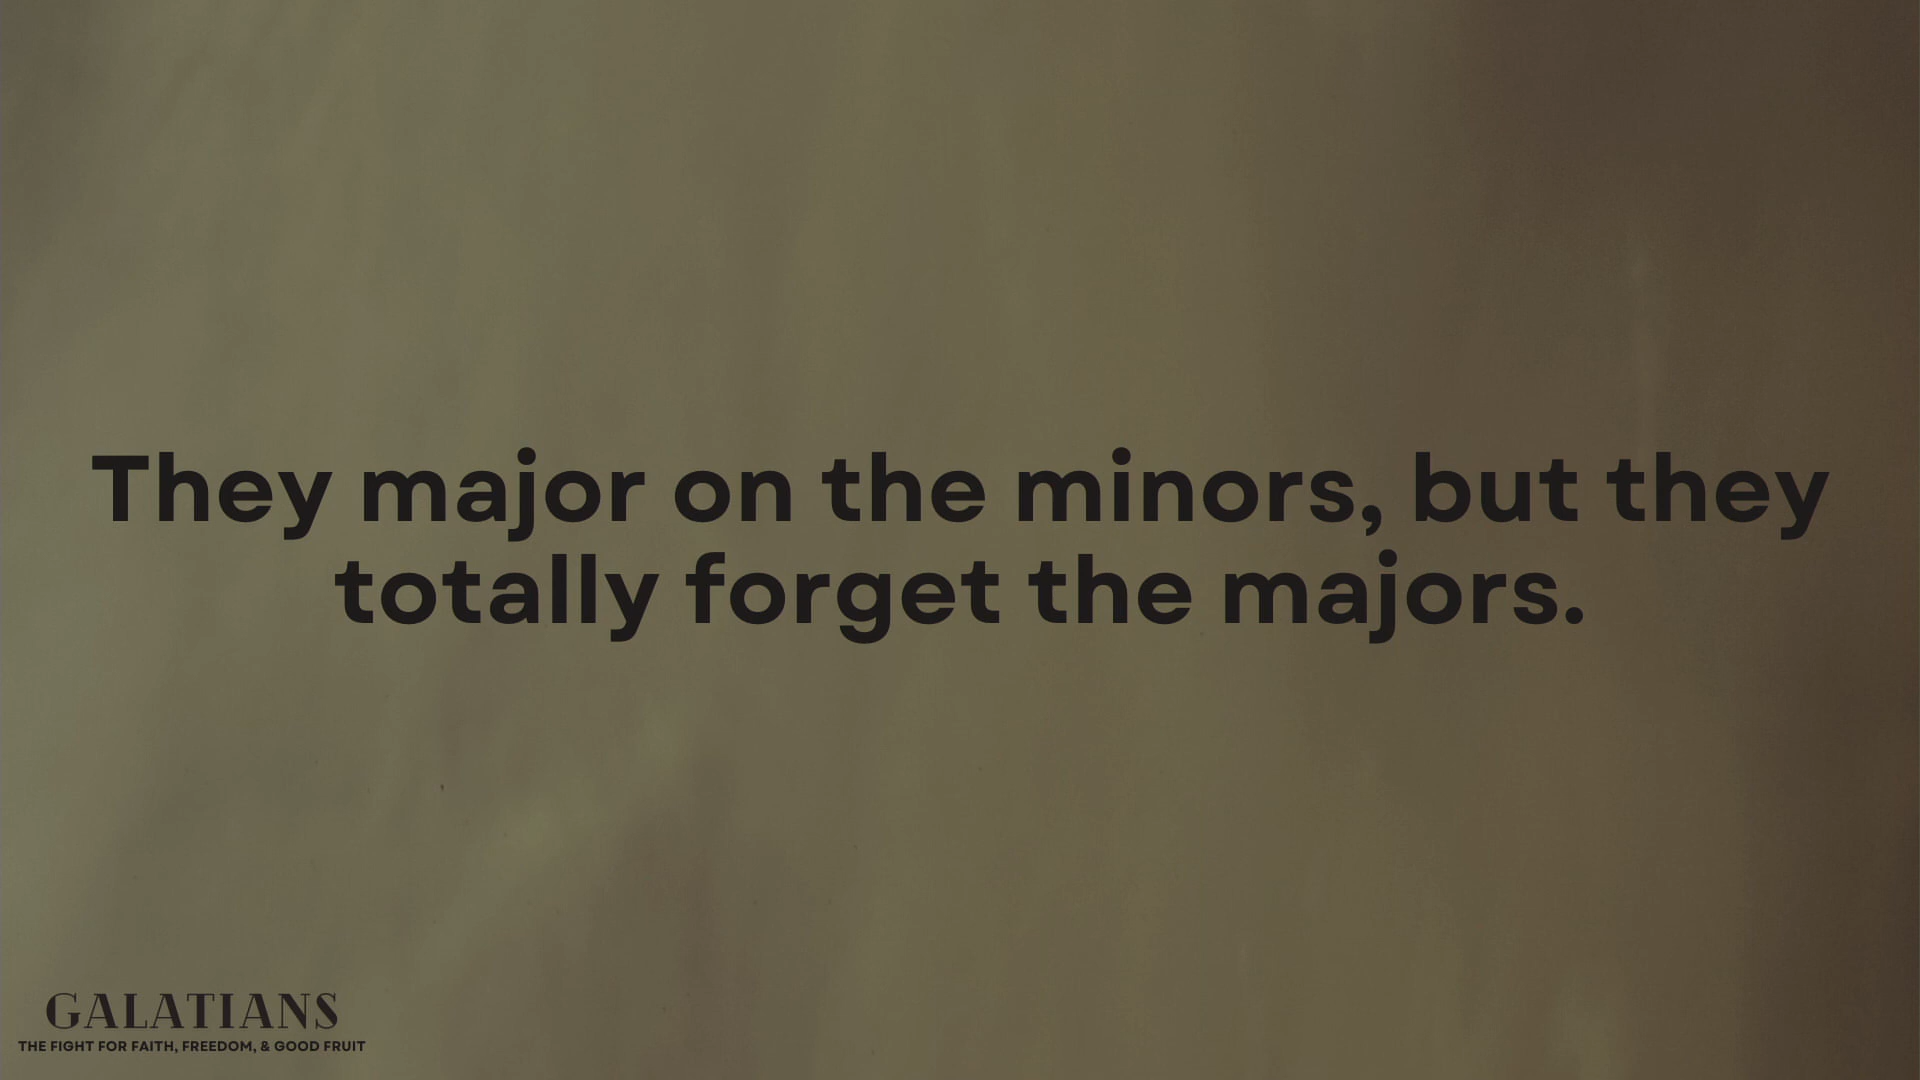 They major on the minors, but they
totally forget the majors.
GALATIANS
THE FIGHT FOR FAITH, FREEDOM, & GOOD FRUIT